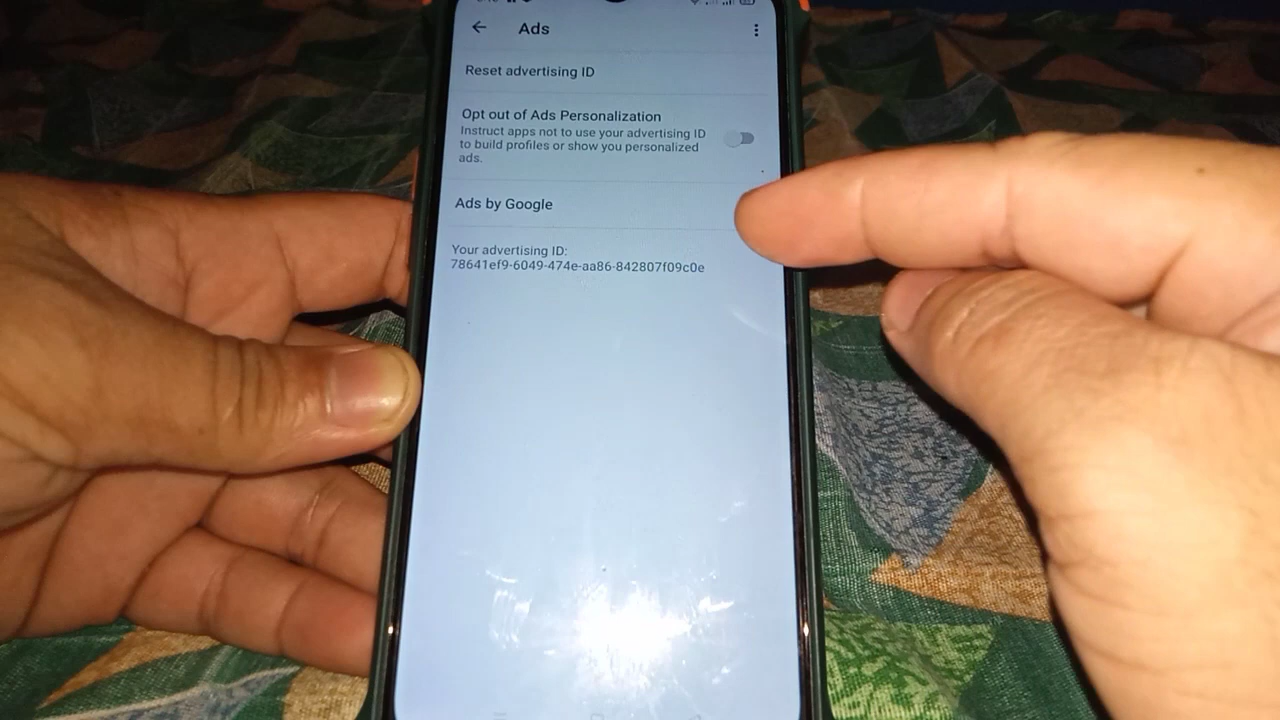 Ads
Reset advertising ID
Opt out of Ads Personalization
Instruct apps not to use your advertising ID
to build profiles or show you personalized
ads.
Ads by Google
Your advertising ID:
78641ef9-6049-474e-aa86-842807f09c0e